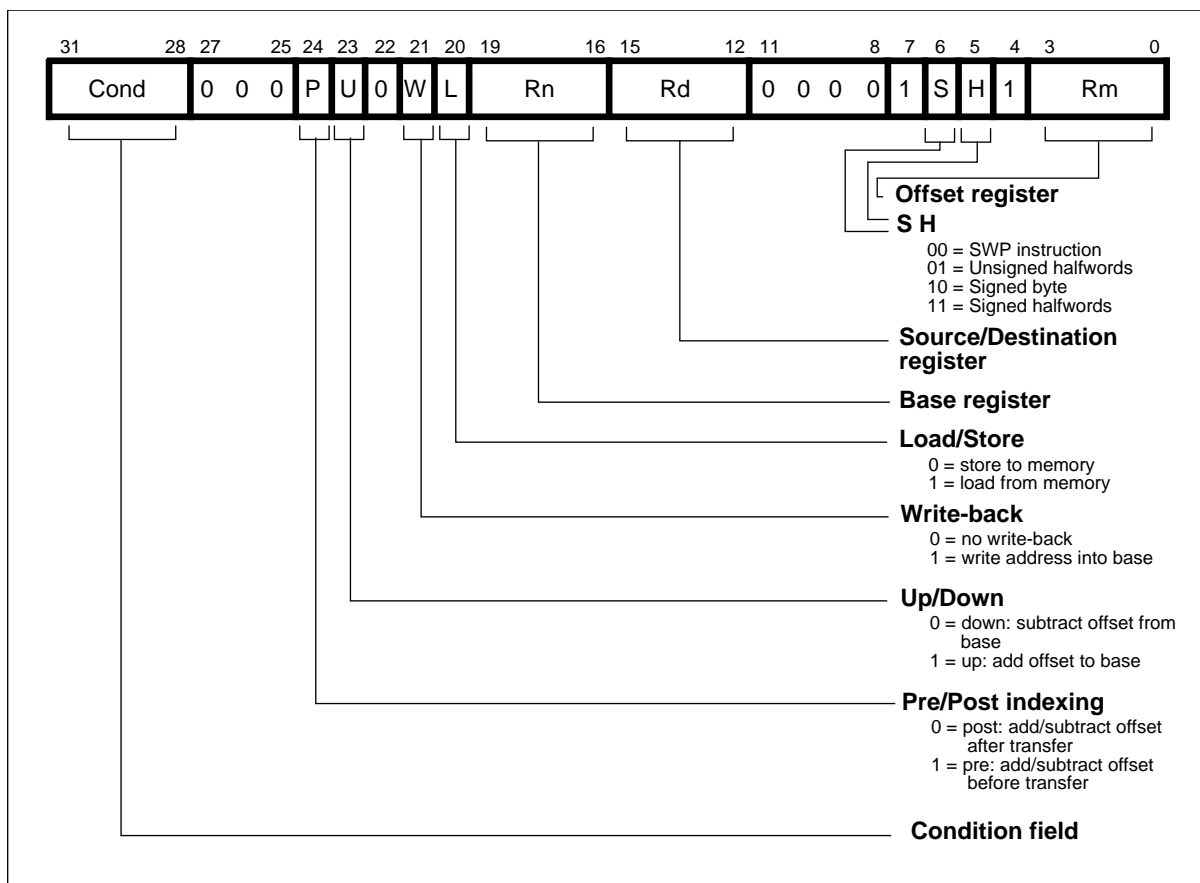 31 28 27 25 24 23 22 21 20 19 16 15 12 11 8 7 6 5 4 3 0
Cond 0 0 0 P U 0 W L Rn Rd 0 0 0 0 1 S H 1 Rm
Offset register
S H
00 = SWP instruction
01 = Unsigned halfwords
10 = Signed byte
11 = Signed halfwords
Source/Destination
register
Base register
Load/Store
0 = store to memory
1 = load from memory
Write-back
0 = no write-back
1 = write address into base
Up/Down
0 = down: subtract offset from
base
1 = up: add offset to base
Pre/Post indexing
0 = post: add/subtract offset
after transfer
1 = pre: add/subtract offset
before transfer
Condition field